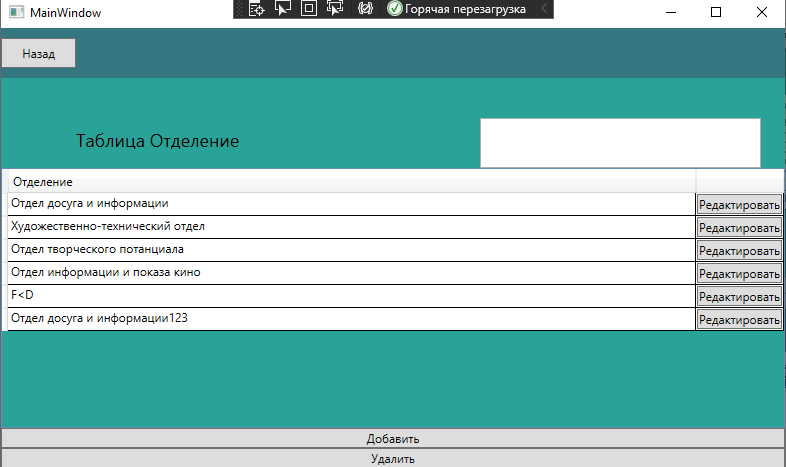 MainWindow
Горячая перезагрузка
Назад
Таблица Отделение
Отделение
Отдел досуга и информации Редактировать
Художественно-технический отдел Редактировать
Отдел творческого потанциала Редактировать
Отдел информации и показа кино Редактировать
F<D Редактировать
Отдел досуга и информации123 Редактировать
Добавить
Удалить